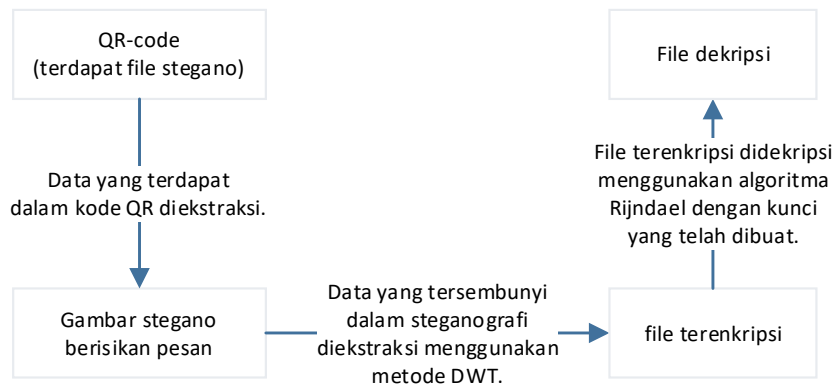 QR-code
(terdapat file stegano)
Data yang terdapat
dalam kode QR diekstraksi.
Gambar stegano
berisikan pesan
Data yang tersembunyi
dalam steganografi
diekstraksi menggunakan
metode DWT.
file terenkripsi
File terenkripsi didekripsi
menggunakan algoritma
Rijndael dengan kunci
yang telah dibuat.
File dekripsi